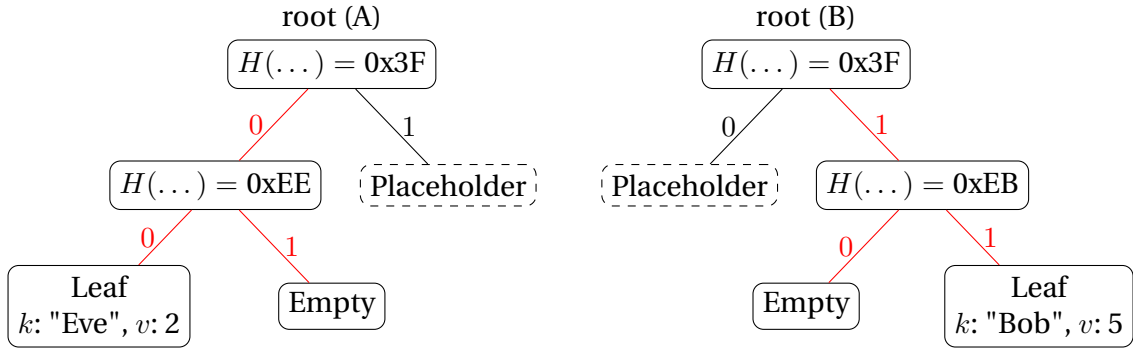 root (A)
H(...) = 0x3F
0
1
H(...) = 0xEE
Placeholder
0
1
Leaf
k: "Eve", v: 2
Empty
root (B)
H(...) = 0x3F
0
1
Placeholder
H(...) = 0xEB
0
1
Empty
Leaf
k: "Bob", v: 5